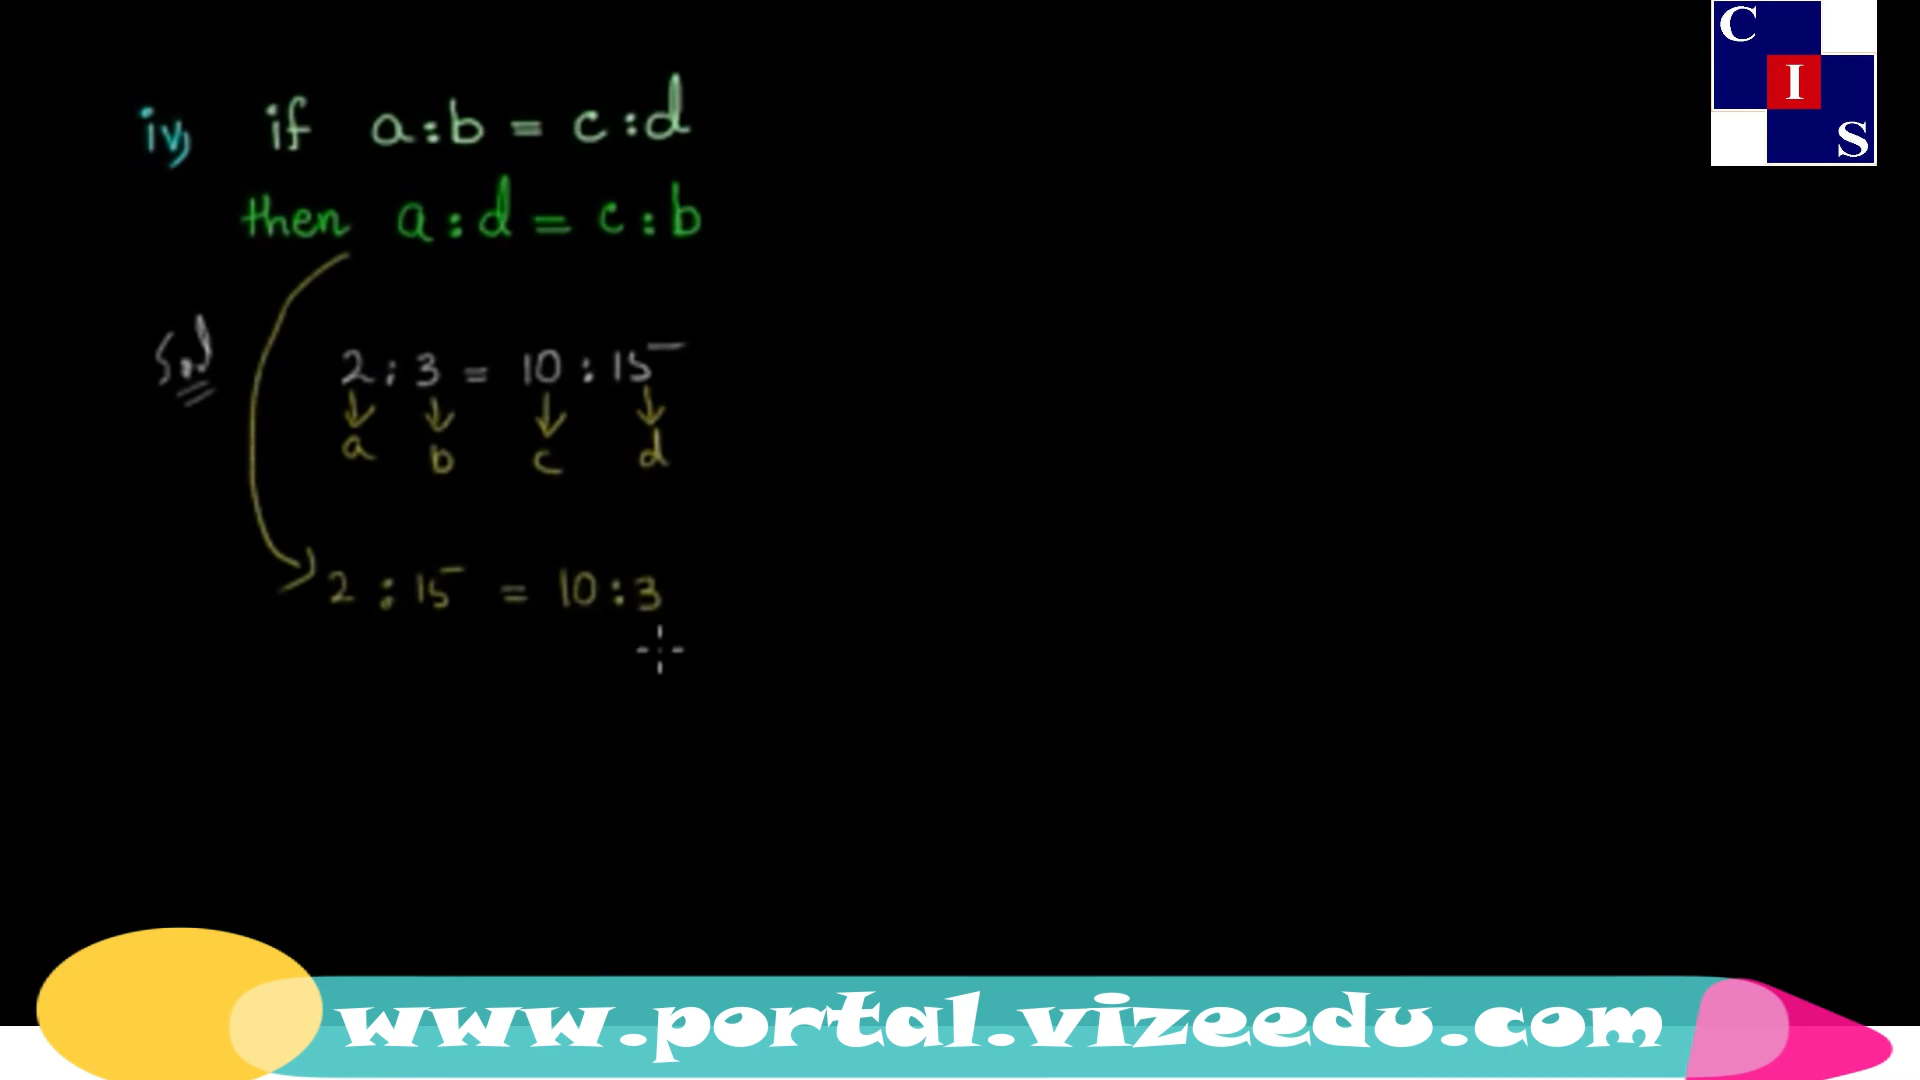 C
I
S
iv) if a:b = c:d
then a:d = c:b
Sol
2 : 3 = 10 : 15
a b c d
2 : 15 = 10 : 3
www.portal.vizeedu.com